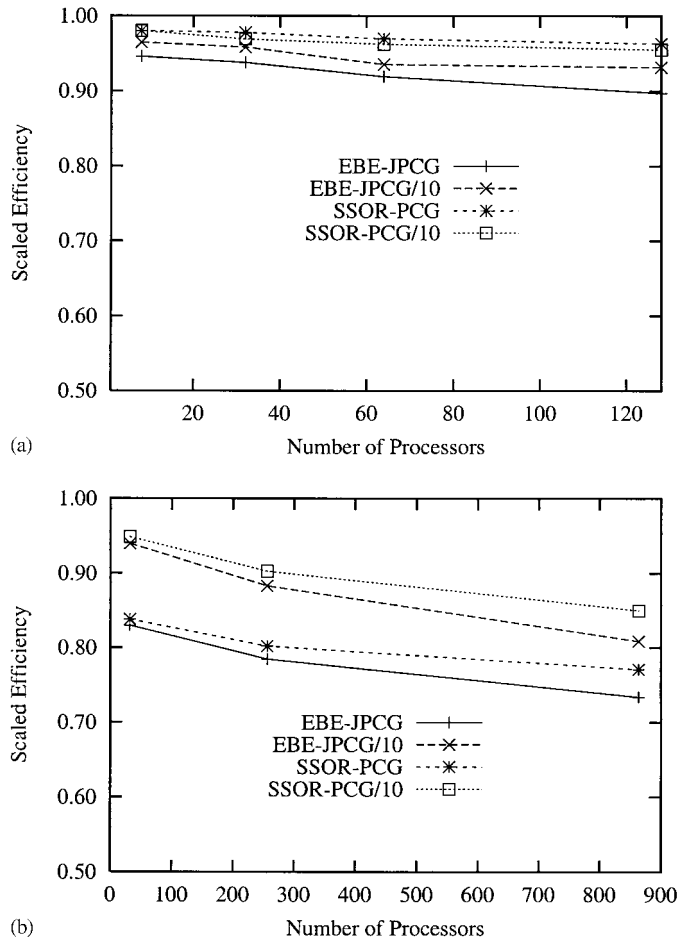 1.00
0.90
0.80
0.70
0.60
0.50
Scaled Efficiency
EBE-JPCG
EBE-JPCG/10
SSOR-PCG
SSOR-PCG/10
20 40 60 80 100 120
Number of Processors
(a)
1.00
0.90
0.80
0.70
0.60
0.50
Scaled Efficiency
EBE-JPCG
EBE-JPCG/10
SSOR-PCG
SSOR-PCG/10
0 100 200 300 400 500 600 700 800 900
Number of Processors
(b)